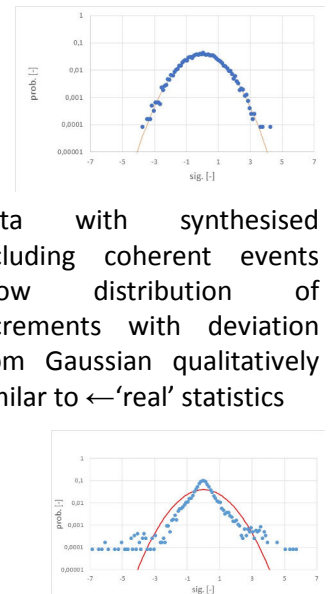 1
0,1
0,01
0,001
0,0001
0,00001
prob. [-]
-7 -5 -3 -1 1 3 5 7
sig. [-]
ta with synthesised
cluding coherent events
ow distribution of
crements with deviation
om Gaussian qualitatively
milar to ←‘real’ statistics
1
0,1
0,01
0,001
0,0001
0,00001
prob. [-]
-7 -5 -3 -1 1 3 5 7
sig. [-]